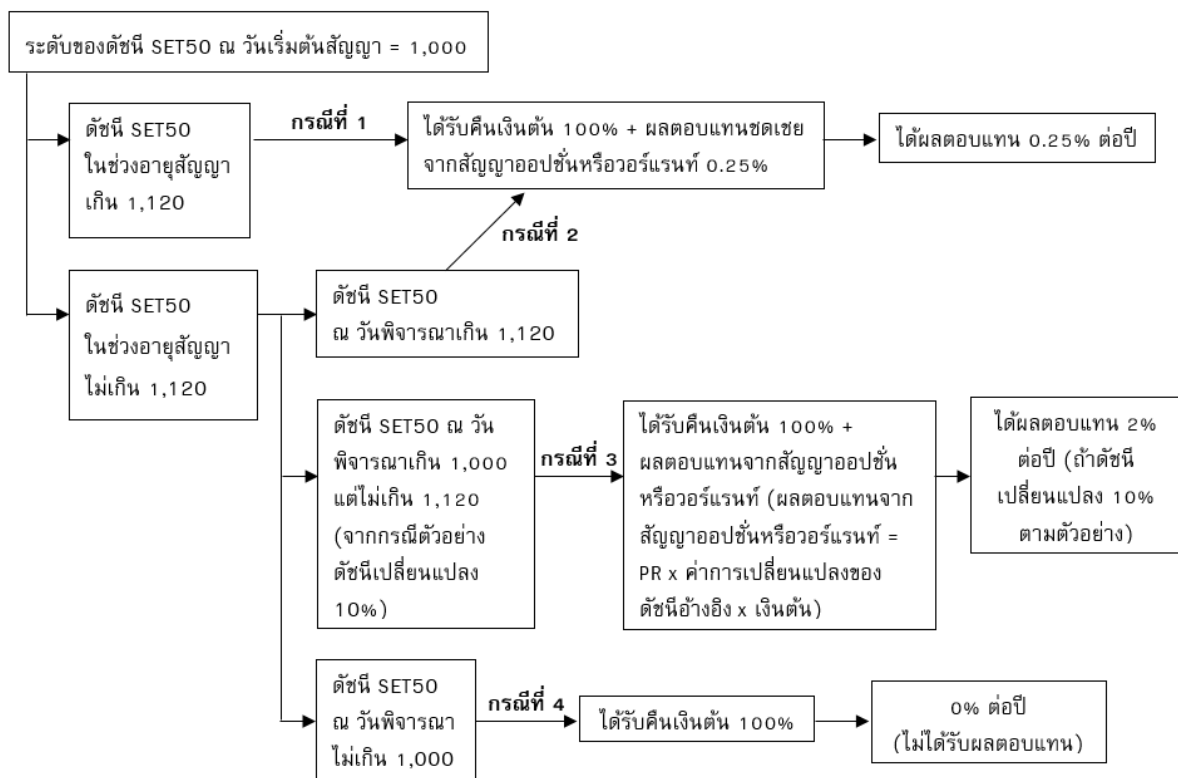 ระดับของดัชนี SET50 ณ วันเริ่มต้นสัญญา = 1,000
ดัชนี SET50
ในช่วงอายุสัญญา
เกิน 1,120
กรณีที่ 1
ได้รับคืนเงินต้น 100% + ผลตอบแทนชดเชย
จากสัญญาออปชั่นหรือวอร์แรนท์ 0.25%
ได้ผลตอบแทน 0.25% ต่อปี
กรณีที่ 2
ดัชนี SET50
ในช่วงอายุสัญญา
ไม่เกิน 1,120
ดัชนี SET50
ณ วันพิจารณาเกิน 1,120
ดัชนี SET50 ณ วัน
พิจารณาเกิน 1,000
แต่ไม่เกิน 1,120
(จากกรณีตัวอย่าง
ดัชนีเปลี่ยนแปลง
10%)
กรณีที่ 3
ได้รับคืนเงินต้น 100% +
ผลตอบแทนจากสัญญาออปชั่น
หรือวอร์แรนท์ (ผลตอบแทนจาก
สัญญาออปชั่นหรือวอร์แรนท์ =
PR x ค่าการเปลี่ยนแปลงของ
ดัชนีอ้างอิง x เงินต้น)
ได้ผลตอบแทน 2%
ต่อปี (ถ้าดัชนี
เปลี่ยนแปลง 10%
ตามตัวอย่าง)
ดัชนี SET50
ณ วันพิจารณา
ไม่เกิน 1,000
กรณีที่ 4
ได้รับคืนเงินต้น 100%
0% ต่อปี
(ไม่ได้รับผลตอบแทน)